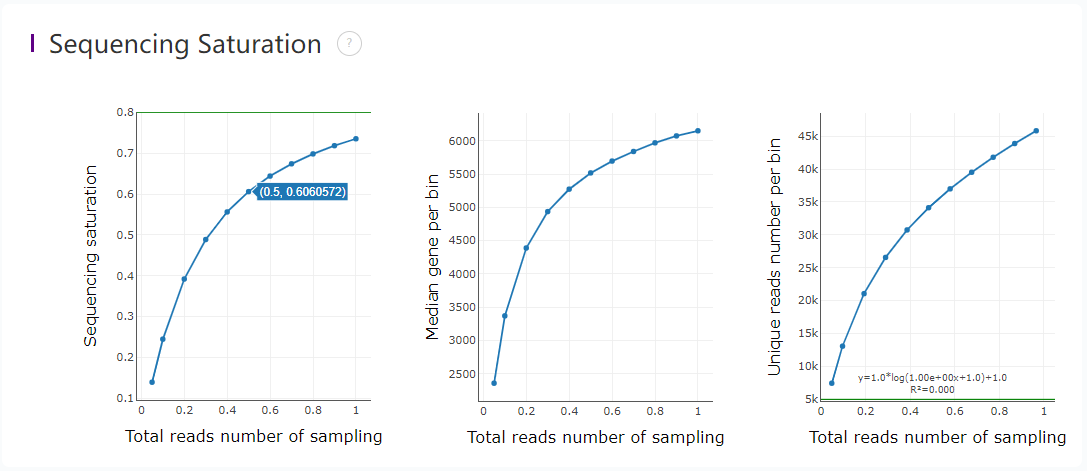 Sequencing Saturation ?
Sequencing saturation
0.8
0.7
0.6
0.5
0.4
0.3
0.2
0.1
(0.5, 0.6060572)
0 0.2 0.4 0.6 0.8 1
Total reads number of sampling
Median gene per bin
6000
5500
5000
4500
4000
3500
3000
2500
0 0.2 0.4 0.6 0.8 1
Total reads number of sampling
Unique reads number per bin
45k
40k
35k
30k
25k
20k
15k
10k
5k
y=1.0*log(1.00e+00x+1.0)+1.0
R²=0.000
0 0.2 0.4 0.6 0.8 1
Total reads number of sampling